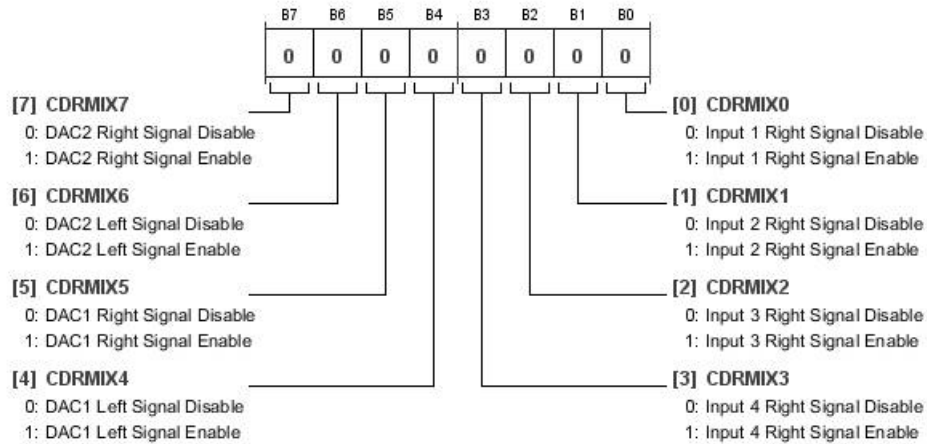 B7 B6 B5 B4 B3 B2 B1 B0
0 0 0 0 0 0 0 0
[7] CDRMIX7
0: DAC2 Right Signal Disable
1: DAC2 Right Signal Enable
[6] CDRMIX6
0: DAC2 Left Signal Disable
1: DAC2 Left Signal Enable
[5] CDRMIX5
0: DAC1 Right Signal Disable
1: DAC1 Right Signal Enable
[4] CDRMIX4
0: DAC1 Left Signal Disable
1: DAC1 Left Signal Enable
[0] CDRMIX0
0: Input 1 Right Signal Disable
1: Input 1 Right Signal Enable
[1] CDRMIX1
0: Input 2 Right Signal Disable
1: Input 2 Right Signal Enable
[2] CDRMIX2
0: Input 3 Right Signal Disable
1: Input 3 Right Signal Enable
[3] CDRMIX3
0: Input 4 Right Signal Disable
1: Input 4 Right Signal Enable